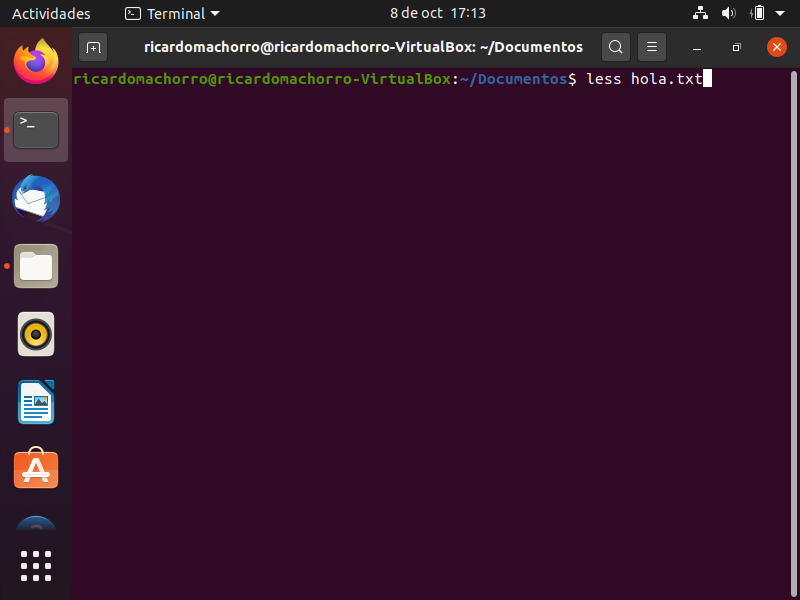 Actividades Terminal 8 de oct 17:13
ricardomachorro@ricardomachorro-VirtualBox: ~/Documentos
ricardomachorro@ricardomachorro-VirtualBox:~/Documentos$ less hola.txt
>_